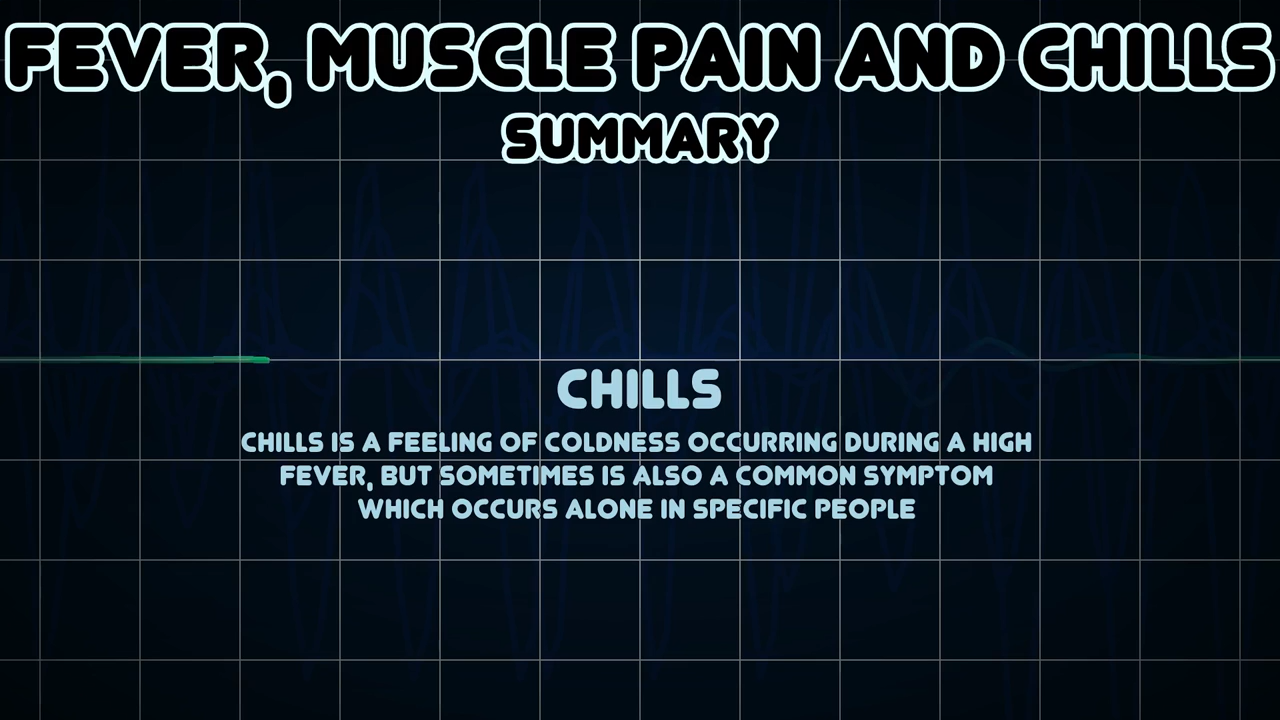 FEVER, MUSCLE PAIN AND CHILLS
SUMMARY
CHILLS
CHILLS IS A FEELING OF COLDNESS OCCURRING DURING A HIGH
FEVER, BUT SOMETIMES IS ALSO A COMMON SYMPTOM
WHICH OCCURS ALONE IN SPECIFIC PEOPLE